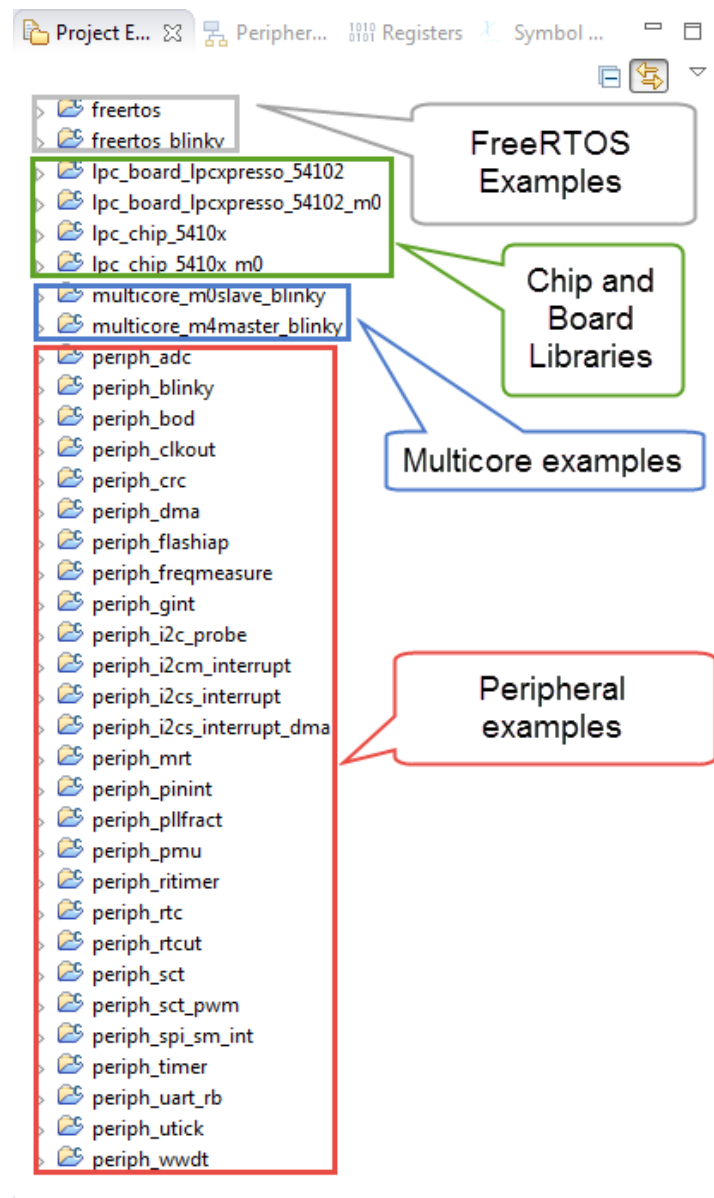 Project E... Peripher... 1010 0101 Registers Symbol ...
freertos
freertos_blinky
FreeRTOS
Examples
lpc_board_lpcxpresso_54102
lpc_board_lpcxpresso_54102_m0
lpc_chip_5410x
lpc_chip_5410x_m0
Chip and
Board
Libraries
multicore_m0slave_blinky
multicore_m4master_blinky
Multicore examples
periph_adc
periph_blinky
periph_bod
periph_clkout
periph_crc
periph_dma
periph_flashiap
periph_freqmeasure
periph_gint
periph_i2c_probe
periph_i2cm_interrupt
periph_i2cs_interrupt
periph_i2cs_interrupt_dma
periph_mrt
periph_pinint
periph_pllfract
periph_pmu
periph_ritimer
periph_rtc
periph_rtcut
periph_sct
periph_sct_pwm
periph_spi_sm_int
periph_timer
periph_uart_rb
periph_utick
periph_wwdt
Peripheral
examples